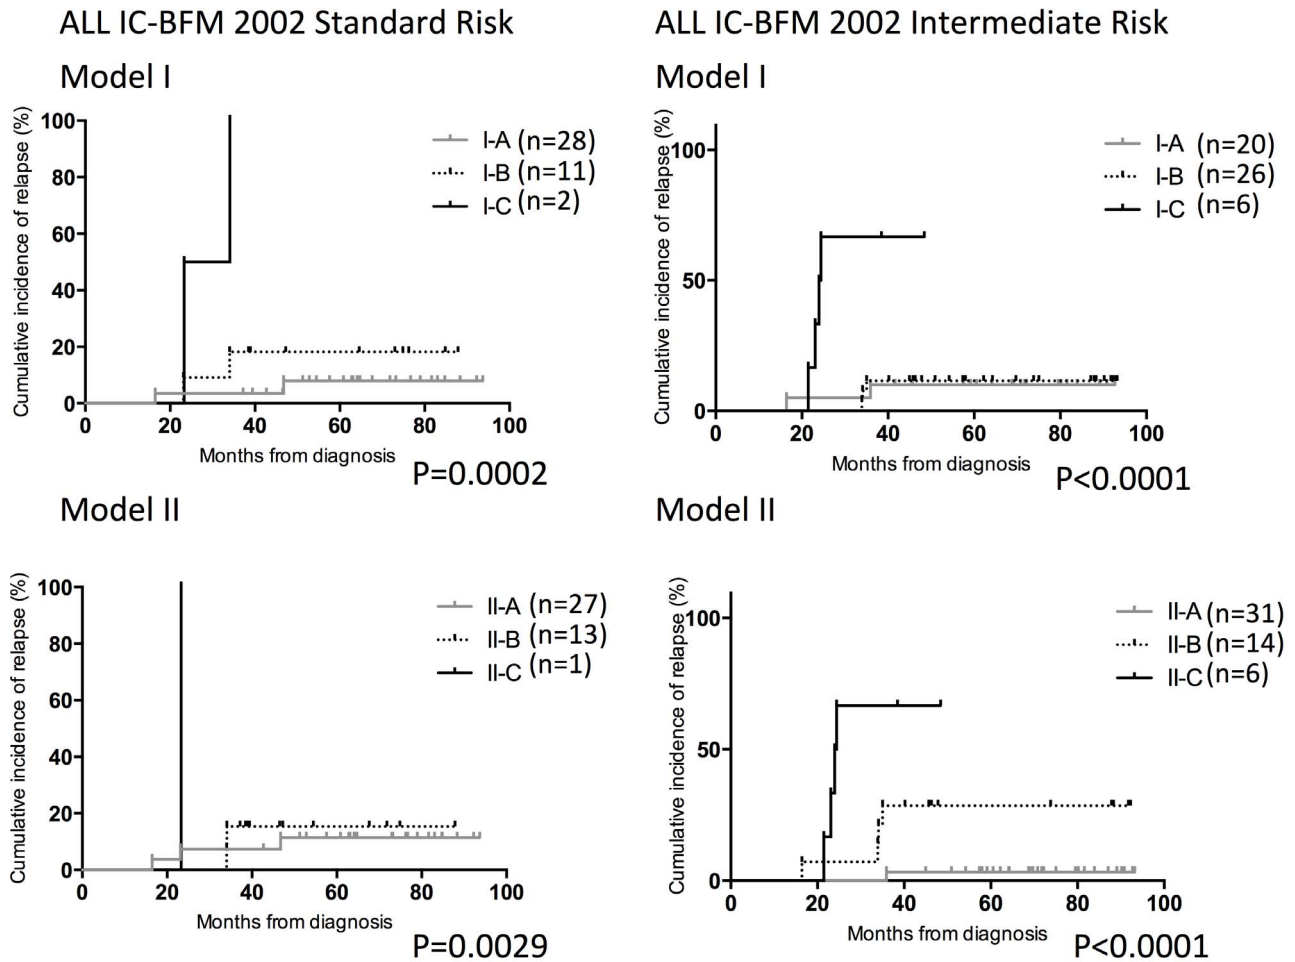 ALL IC-BFM 2002 Standard Risk
Model I
Cumulative incidence of relapse (%)
100
80
60
40
20
0
0 20 40 60 80 100
Months from diagnosis
I-A (n=28)
I-B (n=11)
I-C (n=2)
P=0.0002
ALL IC-BFM 2002 Intermediate Risk
Model I
Cumulative incidence of relapse (%)
100
50
0
0 20 40 60 80 100
Months from diagnosis
I-A (n=20)
I-B (n=26)
I-C (n=6)
P<0.0001
Model II
Cumulative incidence of relapse (%)
100
80
60
40
20
0
0 20 40 60 80 100
Months from diagnosis
II-A (n=27)
II-B (n=13)
II-C (n=1)
P=0.0029
Model II
Cumulative incidence of relapse (%)
100
50
0
0 20 40 60 80 100
Months from diagnosis
II-A (n=31)
II-B (n=14)
II-C (n=6)
P<0.0001